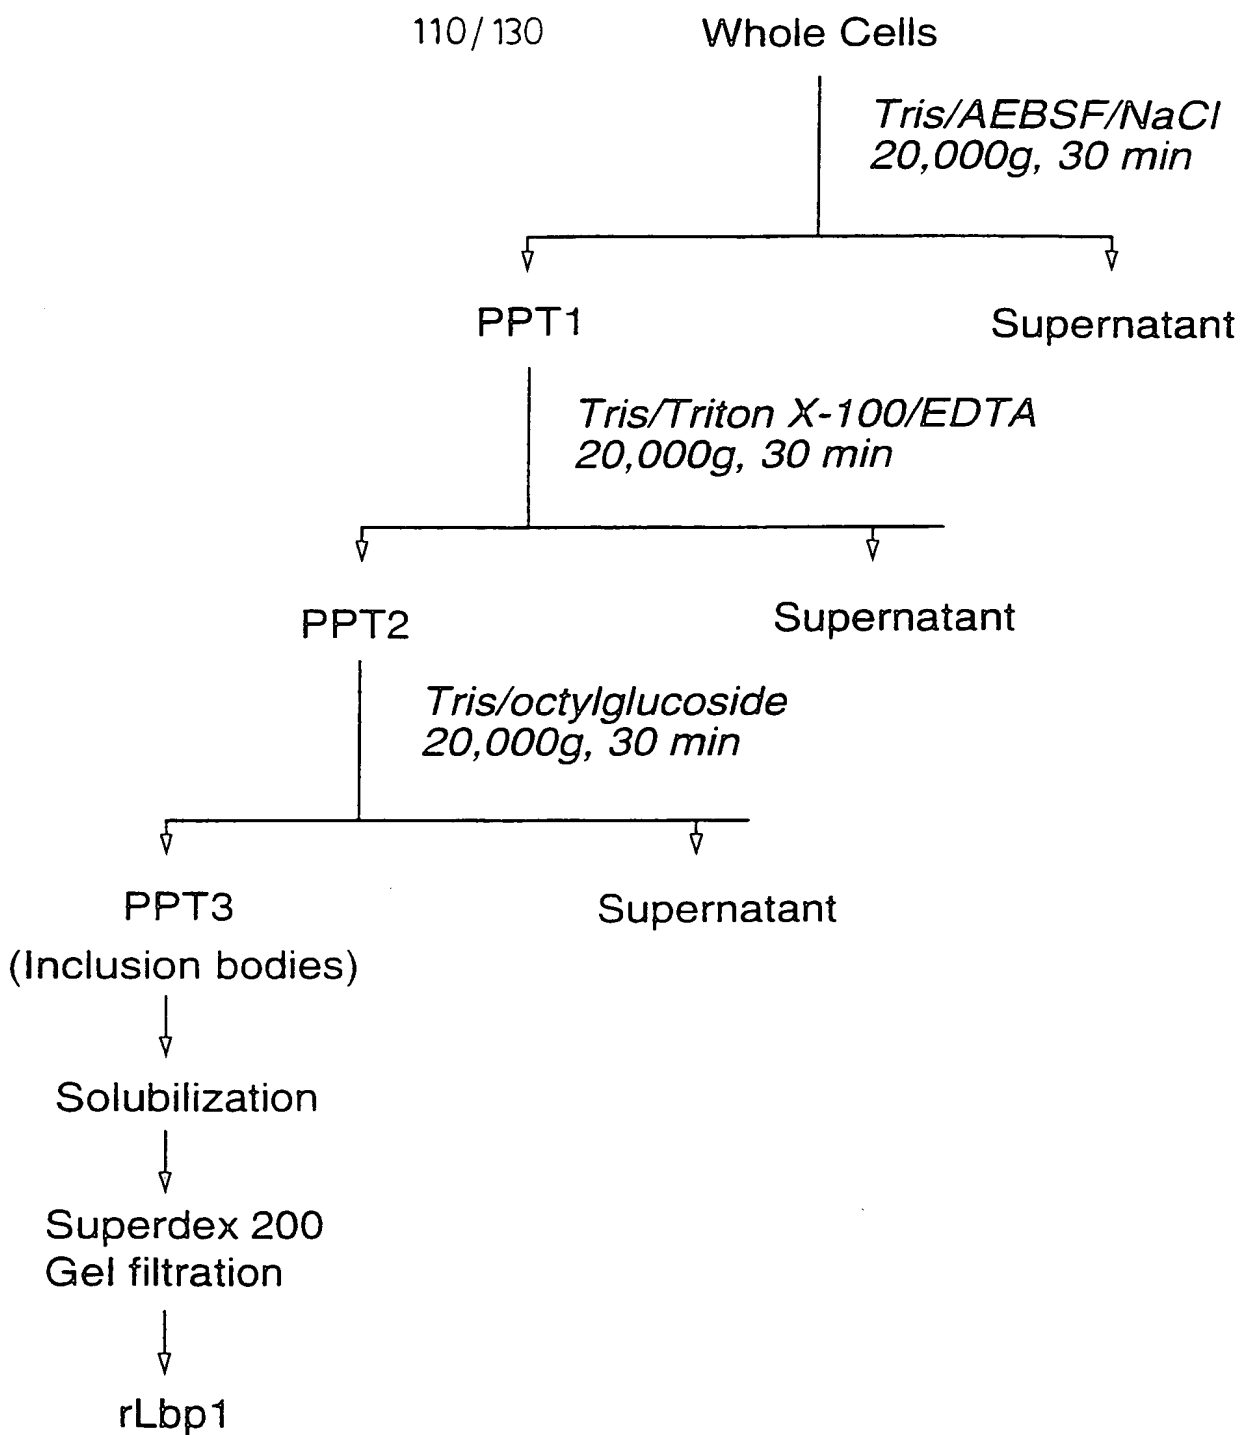 110/130
Whole Cells
Tris/AEBSF/NaCl
20,000g, 30 min
PPT1
Supernatant
Tris/Triton X-100/EDTA
20,000g, 30 min
PPT2
Supernatant
Tris/octylglucoside
20,000g, 30 min
PPT3
Supernatant
(Inclusion bodies)
Solubilization
Superdex 200
Gel filtration
rLbp1